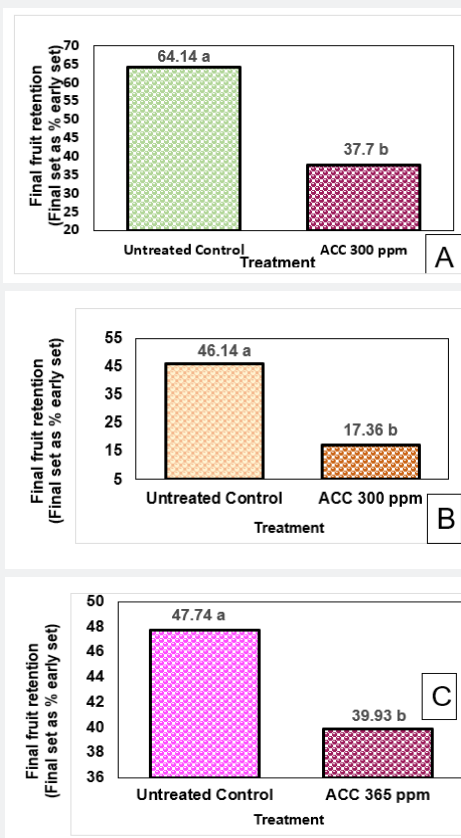 Final fruit retention
(Final set as % early set)
70
65
60
55
50
45
40
35
30
25
20
64.14 a
37.7 b
Untreated Control
ACC 300 ppm
Treatment
A
Final fruit retention
(Final set as % early set)
55
45
35
25
15
5
46.14 a
17.36 b
Untreated Control
ACC 300 ppm
Treatment
B
Final fruit retention
(Final set as % early set)
50
48
46
44
42
40
38
36
47.74 a
39.93 b
Untreated Control
ACC 365 ppm
Treatment
C